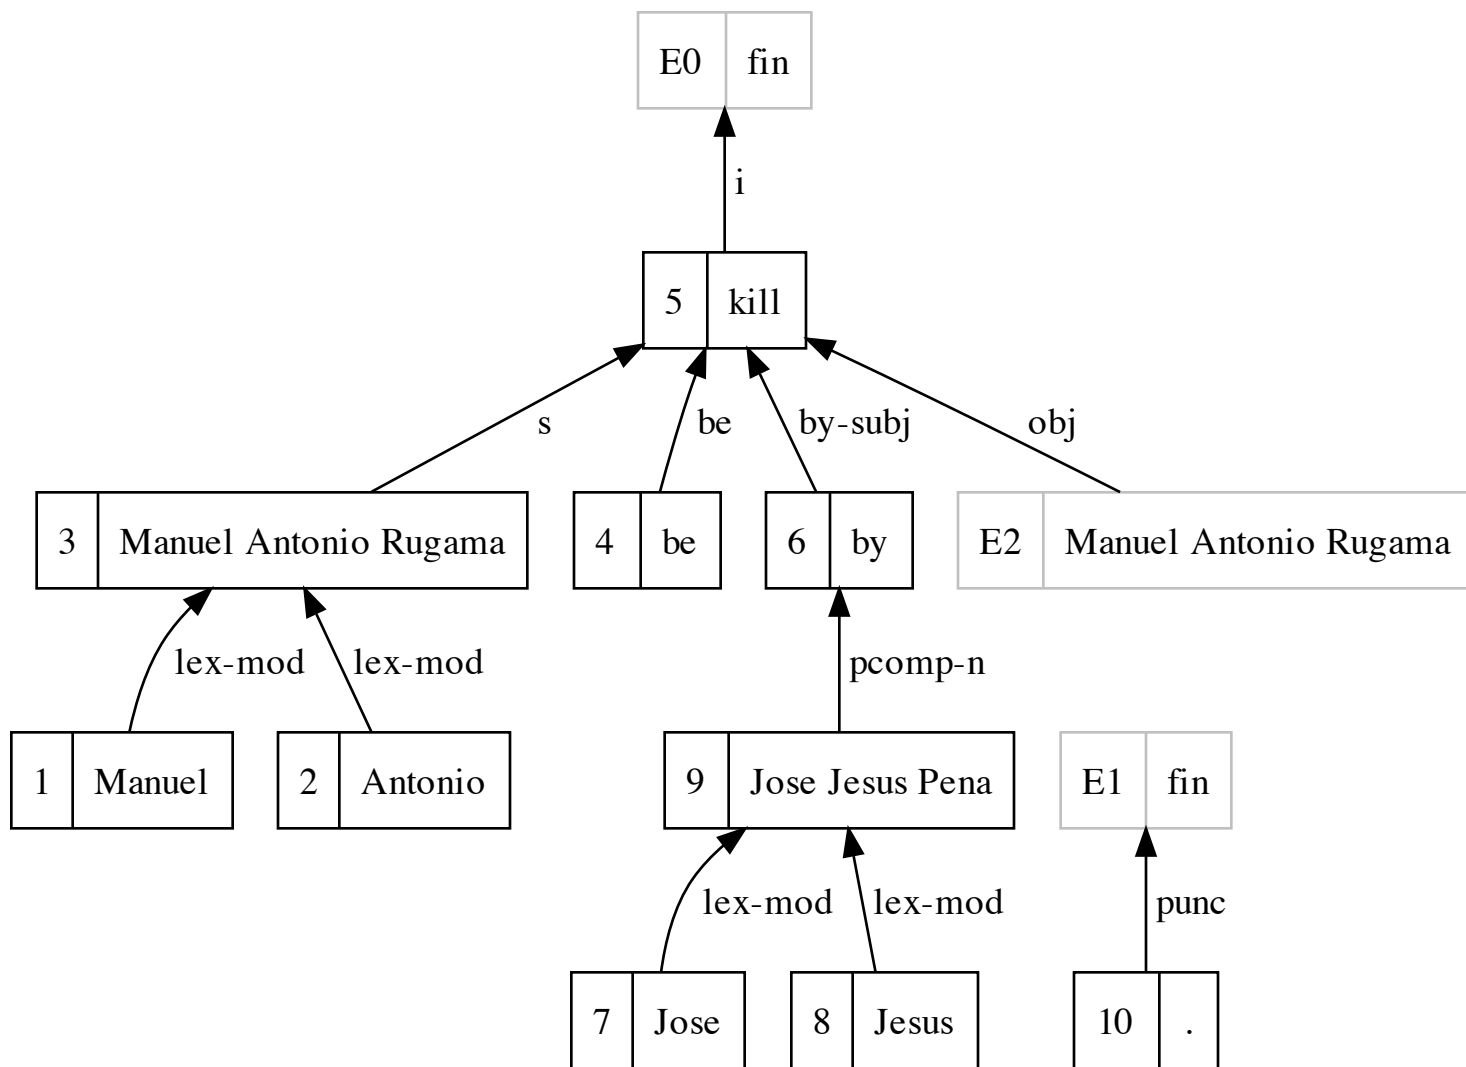 E0 fin
i
5 kill
s be by-subj obj
3 Manuel Antonio Rugama 4 be 6 by E2 Manuel Antonio Rugama
lex-mod lex-mod pcomp-n
1 Manuel 2 Antonio 9 Jose Jesus Pena E1 fin
lex-mod lex-mod punc
7 Jose 8 Jesus 10 .